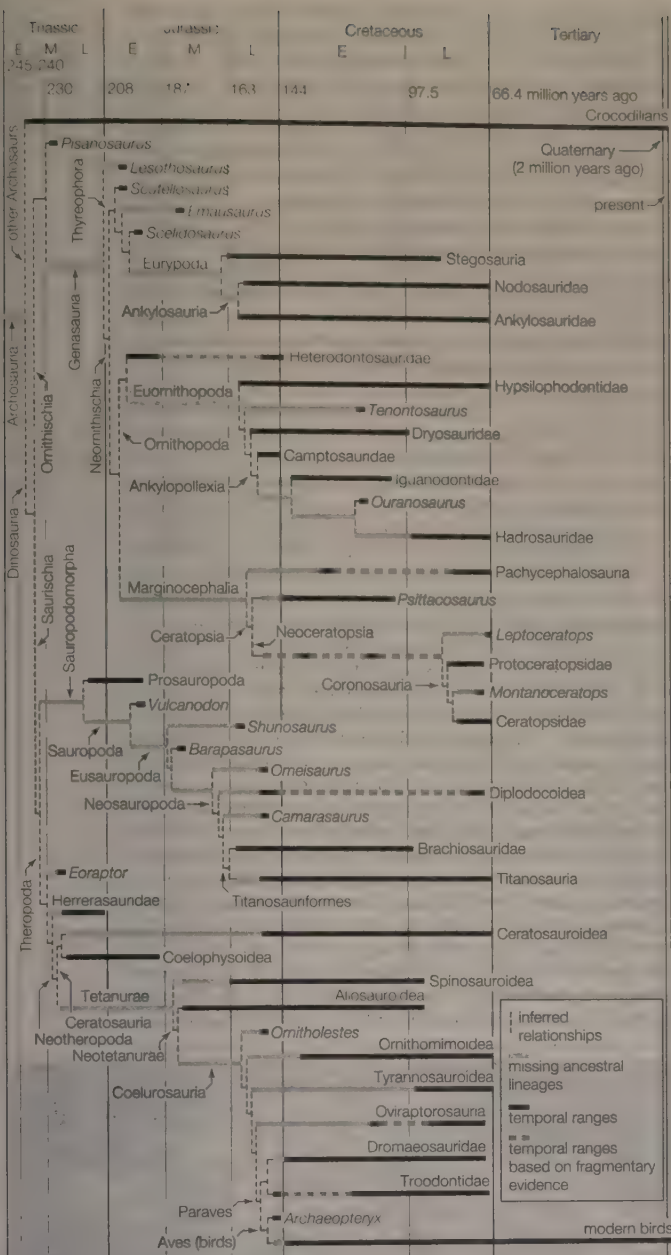 Triassic Jurassic Cretaceous Tertiary
E M L E M L E L
245 240
230 208 187 163 144 97.5 66.4 million years ago
Crocodilians
other Archosaurs
Pisanosaurus
Quaternary
(2 million years ago)
present
Thyreophora
Lesothosaurus
Scutellosaurus
Emausaurus
Scelidosaurus
Eurypoda
Stegosauria
Nodosauridae
Ankylosauria
Ankylosauridae
Archosauria
Genasauria
Ornithischia
Neornithischia
Heterodontosauridae
Euornithopoda
Hypsilophodontidae
Tenontosaurus
Ornithopoda
Dryosauridae
Camptosauridae
Ankylopollexia
Iguanodontidae
Ouranosaurus
Hadrosauridae
Dinosauria
Saurischia
Sauropodomorpha
Marginocephalia
Pachycephalosauria
Psittacosaurus
Ceratopsia
Neoceratopsia
Leptoceratops
Protoceratopsidae
Coronosauria
Montanoceratops
Ceratopsidae
Prosauropoda
Vulcanodon
Shunosaurus
Sauropoda
Barapasaurus
Eusauropoda
Omeisaurus
Neosauropoda
Diplodocoidea
Camarasaurus
Brachiosauridae
Titanosauria
Titanosauriformes
Theropoda
Eoraptor
Herrerasauridae
Ceratosauroidea
Coelophysoidea
Spinosauroidea
Tetanurae
Allosauroidea
Ceratosauria
Neotheropoda
Neotetanurae
Ornitholestes
Ornithomimoidea
Coelurosauria
Tyrannosauroidea
Oviraptorosauria
Dromaeosauridae
Troodontidae
Paraves
Archaeopteryx
Aves (birds)
modern birds
inferred
relationships
missing ancestral
lineages
temporal ranges
temporal ranges
based on fragmentary
evidence